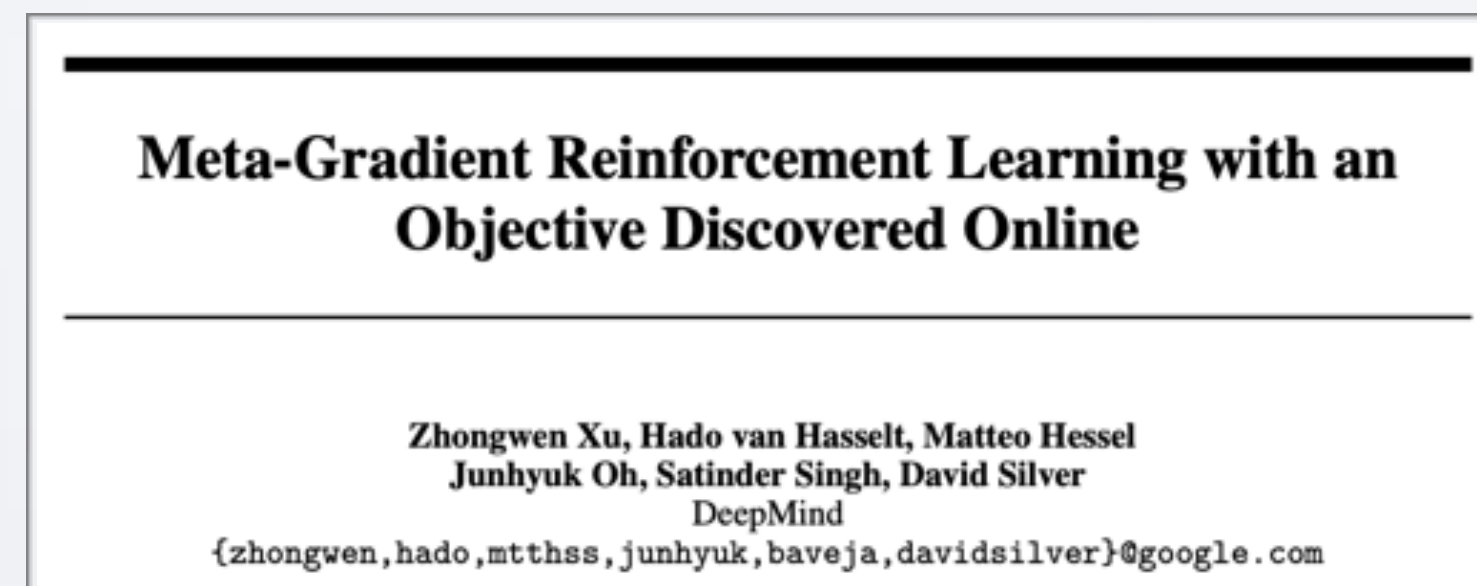 Meta-Gradient Reinforcement Learning with an
Objective Discovered Online
Zhongwen Xu, Hado van Hasselt, Matteo Hessel
Junhyuk Oh, Satinder Singh, David Silver
DeepMind
{zhongwen,hado,mtthss,junhyuk,baveja,davidsilver}@google.com